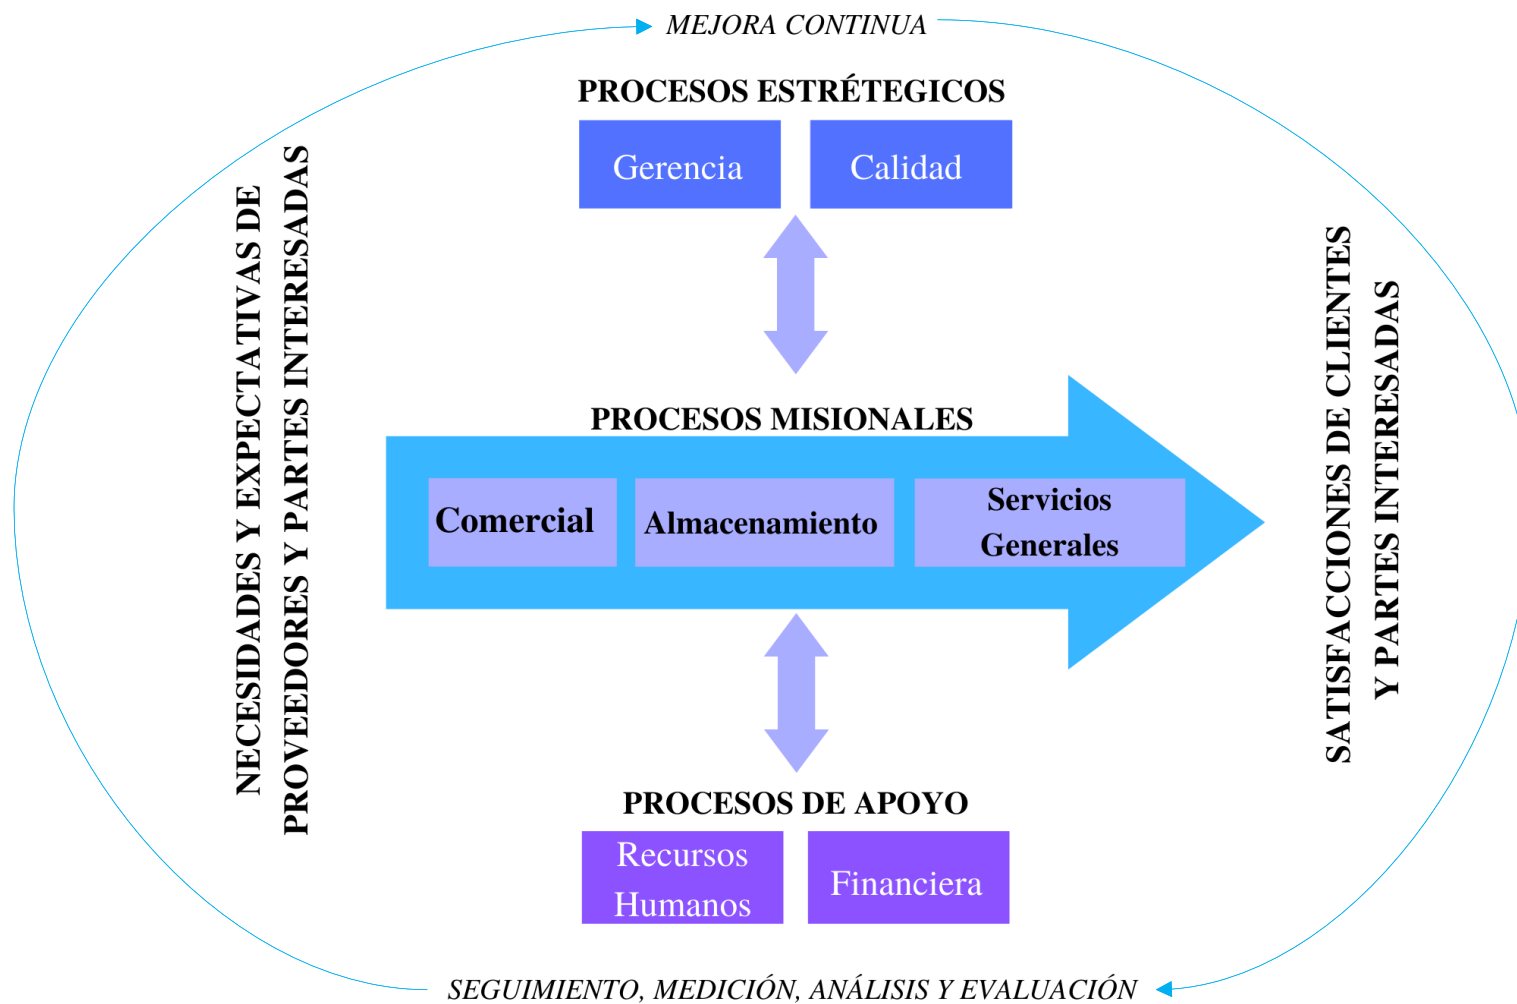 MEJORA CONTINUA
PROCESOS ESTRÉTEGICOS
Gerencia
Calidad
NECESIDADES Y EXPECTATIVAS DE
PROVEEDORES Y PARTES INTERESADAS
PROCESOS MISIONALES
Comercial
Almacenamiento
Servicios
Generales
SATISFACCIONES DE CLIENTES
Y PARTES INTERESADAS
PROCESOS DE APOYO
Recursos
Humanos
Financiera
SEGUIMIENTO, MEDICIÓN, ANÁLISIS Y EVALUACIÓN